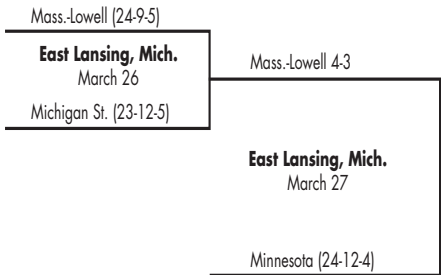 Mass.-Lowell (24-9-5)
East Lansing, Mich.
March 26
Michigan St. (23-12-5)
Mass.-Lowell 4-3
East Lansing, Mich.
March 27
Minnesota (24-12-4)